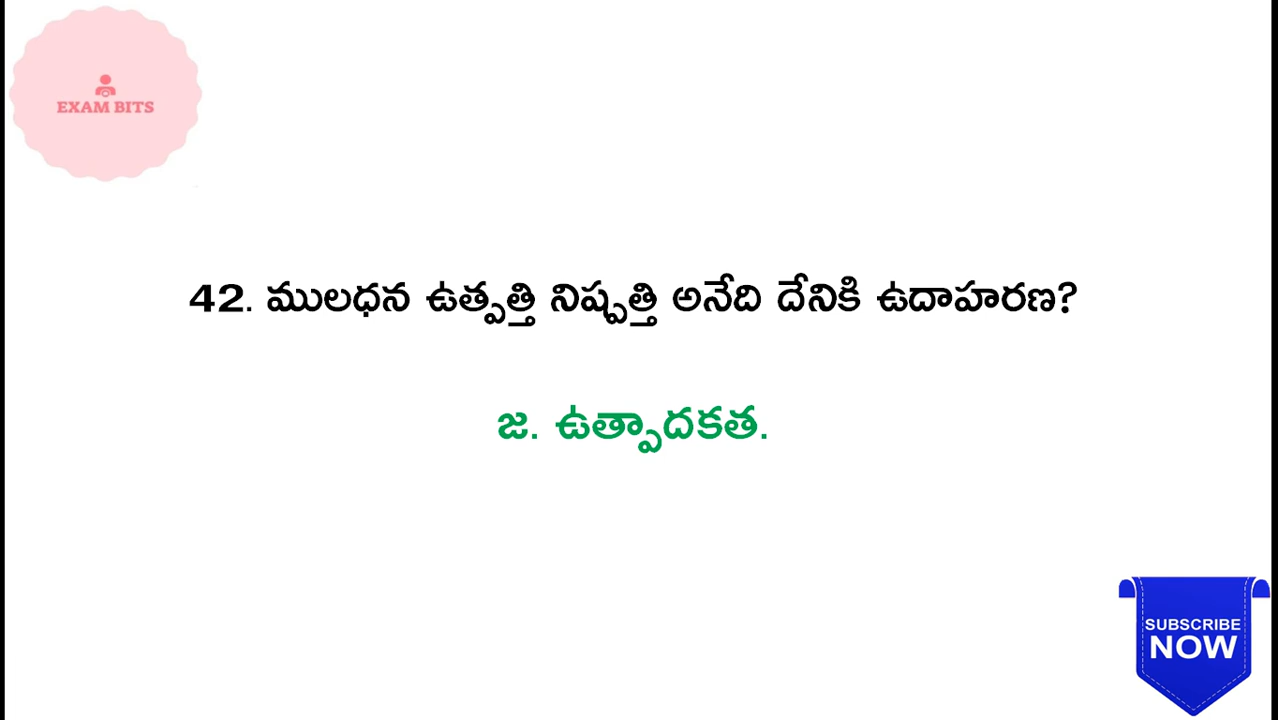 EXAM BITS
42. ములధన ఉత్పత్తి నిష్పత్తి అనేది దేనికి ఉదాహరణ?
జ. ఉత్పాదకత.
SUBSCRIBE
NOW